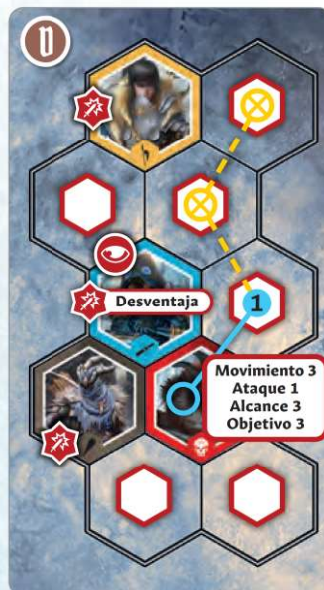 D
Desventaja
1
Movimiento 3
Ataque 1
Alcance 3
Objetivo 3